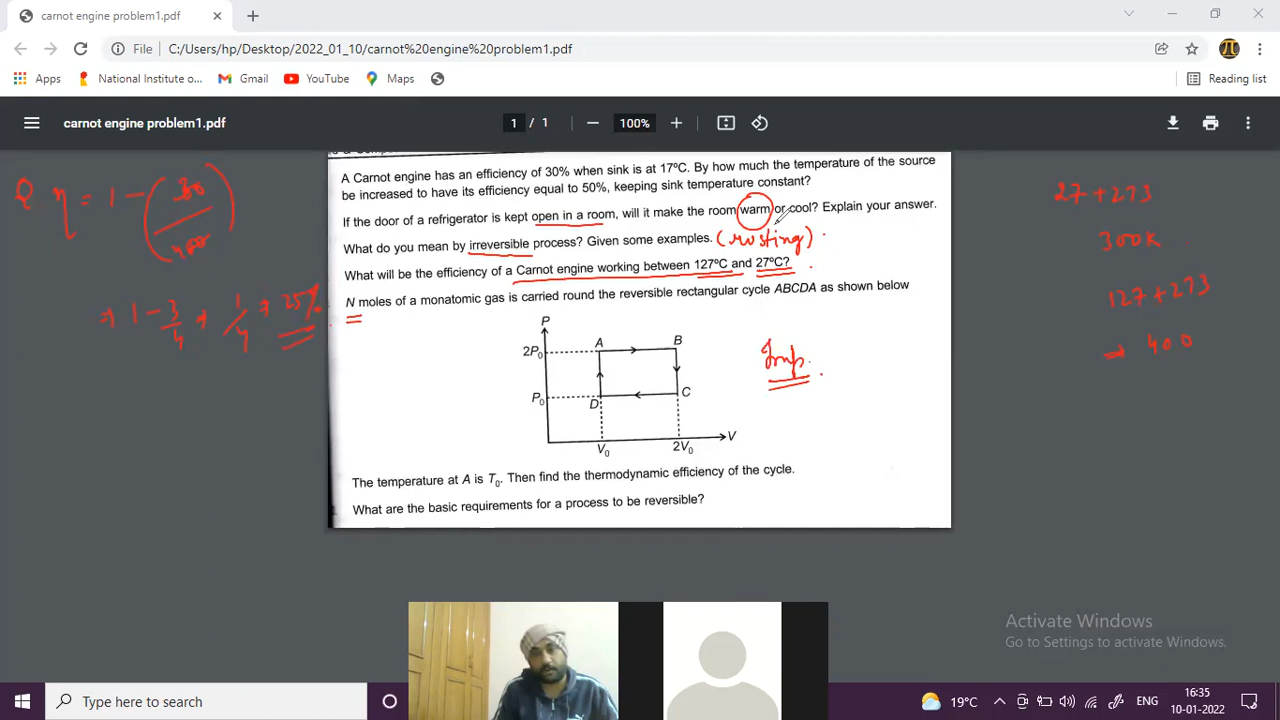 carnot engine problem1.pdf
File C:/Users/hp/Desktop/2022_01_10/carnot%20engine%20problem1.pdf
Apps National Institute o... Gmail YouTube Maps Reading list
carnot engine problem1.pdf 1 / 1 100%
A Carnot engine has an efficiency of 30% when sink is at 17ºC. By how much the temperature of the source
be increased to have its efficiency equal to 50%, keeping sink temperature constant?
If the door of a refrigerator is kept open in a room, will it make the room warm or cool? Explain your answer.
What do you mean by irreversible process? Given some examples. (rusting)
What will be the efficiency of a Carnot engine working between 127ºC and 27ºC?
N moles of a monatomic gas is carried round the reversible rectangular cycle ABCDA as shown below
P
2P₀ A B
P₀ D C
V₀ 2V₀ V
Imp.
The temperature at A is T₀. Then find the thermodynamic efficiency of the cycle.
What are the basic requirements for a process to be reversible?
η = 1 - (300/400)
⇒ 1 - 3/4 ⇒ 1/4 ⇒ 25%
27 + 273
300K
127 + 273
→ 400
Activate Windows
Go to Settings to activate Windows.
Type here to search
19°C ENG 16:35
10-01-2022